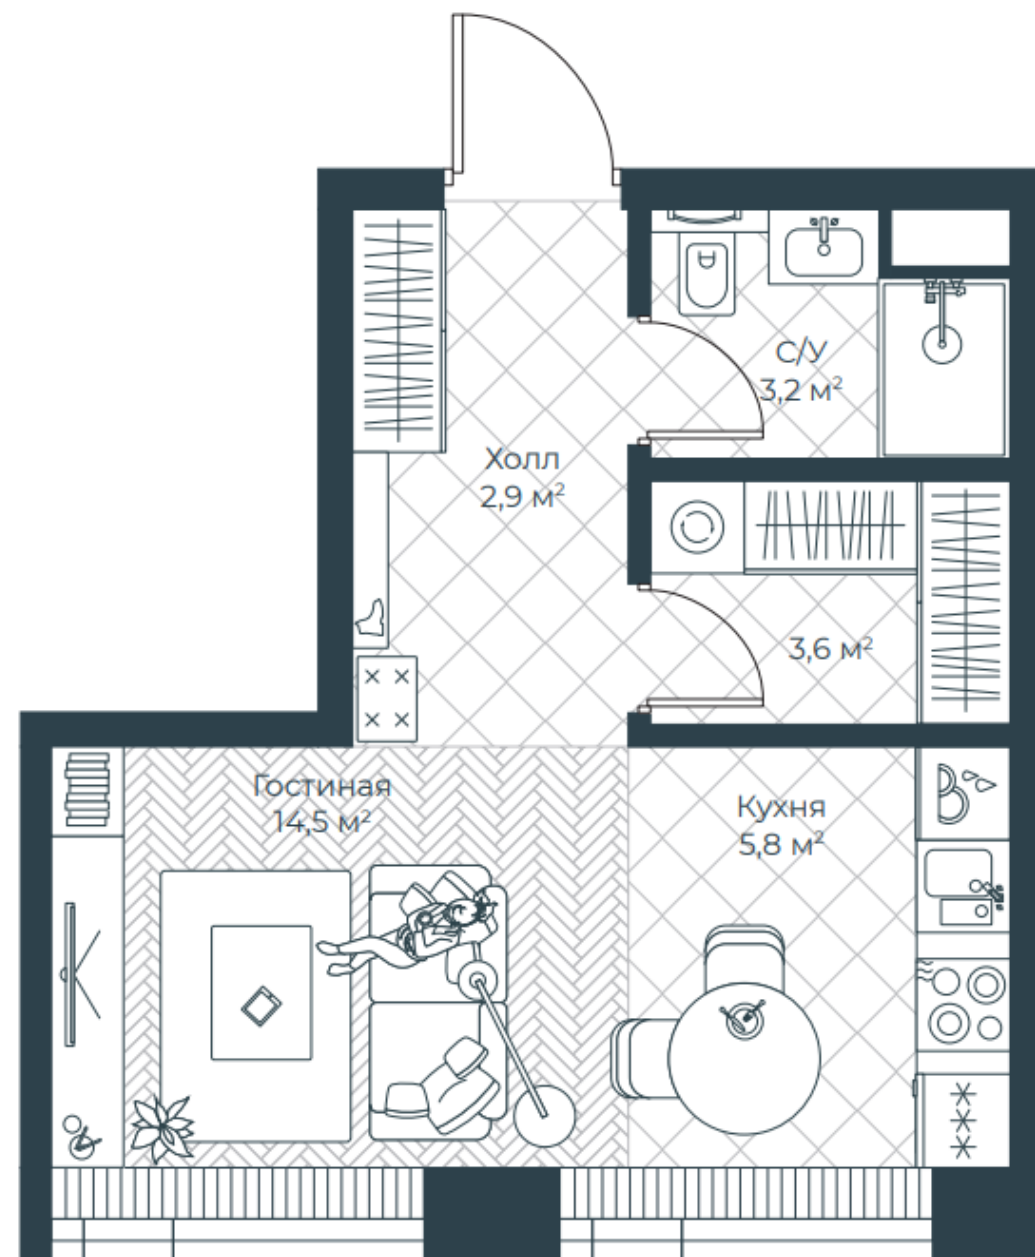 С/У
3,2 м²
Холл
2,9 м²
3,6 м²
Гостиная
14,5 м²
Кухня
5,8 м²